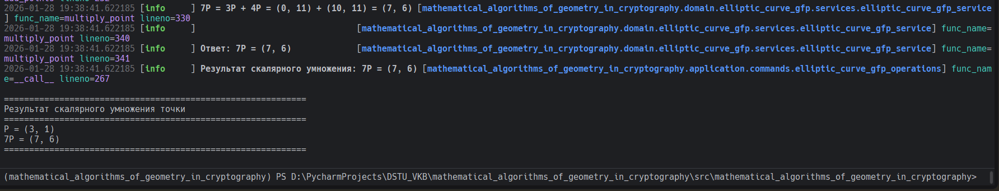 2026-01-28 19:38:41.622185 [info     ] 7P = 3P + 4P = (0, 11) + (10, 11) = (7, 6) [mathematical_algorithms_of_geometry_in_cryptography.domain.elliptic_curve_gfp.services.elliptic_curve_gfp_service
] func_name=multiply_point lineno=330
2026-01-28 19:38:41.622185 [info     ]                                [mathematical_algorithms_of_geometry_in_cryptography.domain.elliptic_curve_gfp.services.elliptic_curve_gfp_service] func_name=
multiply_point lineno=340
2026-01-28 19:38:41.622185 [info     ] Ответ: 7P = (7, 6)             [mathematical_algorithms_of_geometry_in_cryptography.domain.elliptic_curve_gfp.services.elliptic_curve_gfp_service] func_name=
multiply_point lineno=341
2026-01-28 19:38:41.622185 [info     ] Результат скалярного умножения: 7P = (7, 6) [mathematical_algorithms_of_geometry_in_cryptography.application.commands.elliptic_curve_gfp_operations] func_nam
e=__call__ lineno=267
============================================================
Результат скалярного умножения точки
============================================================
P = (3, 1)
7P = (7, 6)
============================================================
(mathematical_algorithms_of_geometry_in_cryptography) PS D:\PycharmProjects\DSTU_VKB\mathematical_algorithms_of_geometry_in_cryptography\src\mathematical_algorithms_of_geometry_in_cryptography>